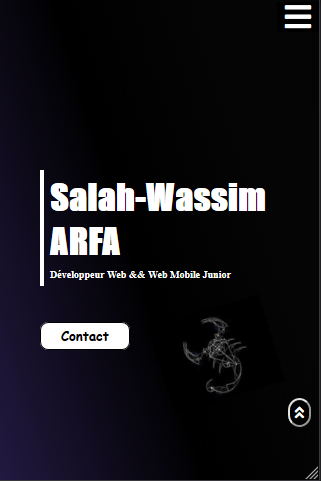 Salah-Wassim
ARFA
Développeur Web && Web Mobile Junior
Contact